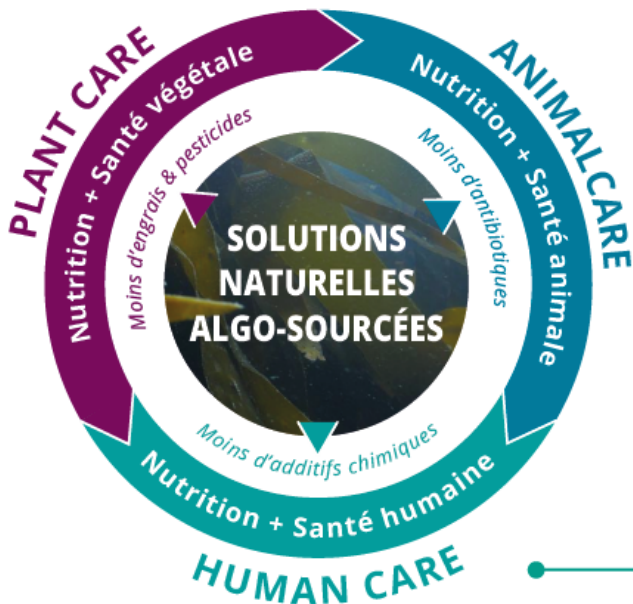 PLANT CARE
Nutrition + Santé végétale
Moins d'engrais & pesticides
ANIMALCARE
Nutrition + Santé animale
Moins d'antibiotiques
SOLUTIONS
NATURELLES
ALGO-SOURCÉES
Moins d'additifs chimiques
Nutrition + Santé humaine
HUMAN CARE